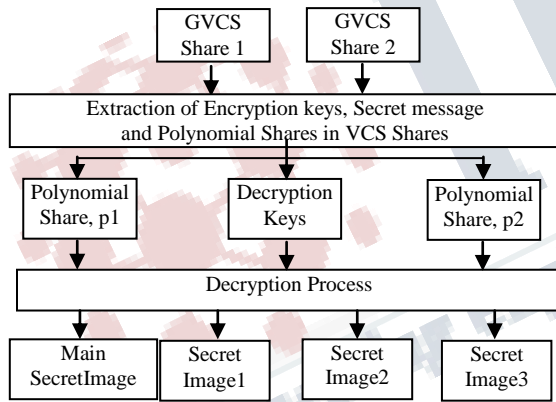 GVCS
Share 1
GVCS
Share 2
Extraction of Encryption keys, Secret message
and Polynomial Shares in VCS Shares
Polynomial
Share, p1
Decryption
Keys
Polynomial
Share, p2
Decryption Process
Main
SecretImage
Secret
Image1
Secret
Image2
Secret
Image3